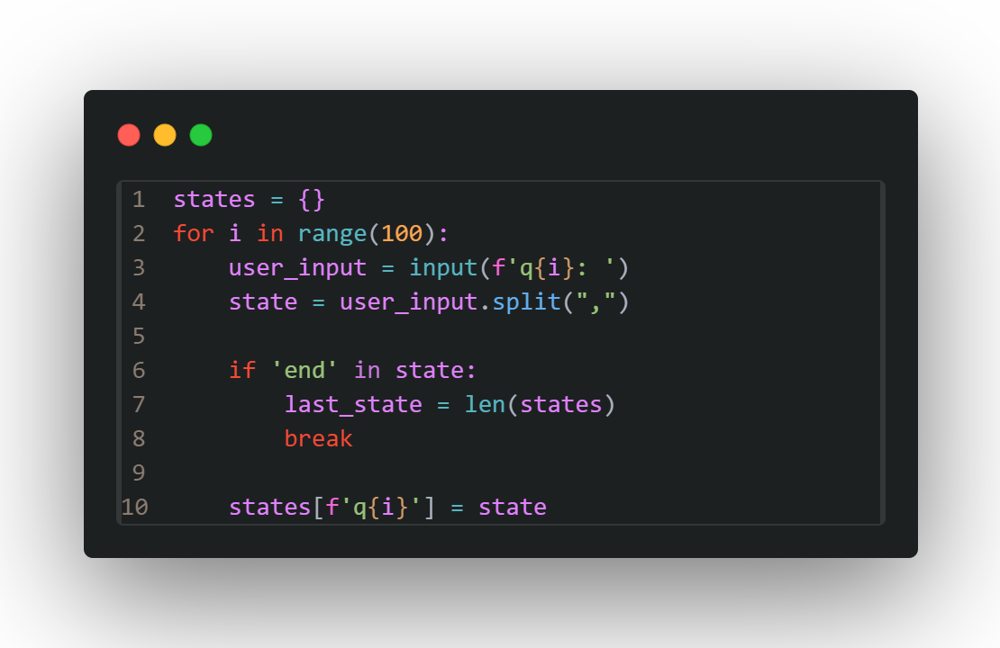 1 states = {}
2 for i in range(100):
3     user_input = input(f'q{i}: ')
4     state = user_input.split(",")
5
6     if 'end' in state:
7         last_state = len(states)
8         break
9
10     states[f'q{i}'] = state